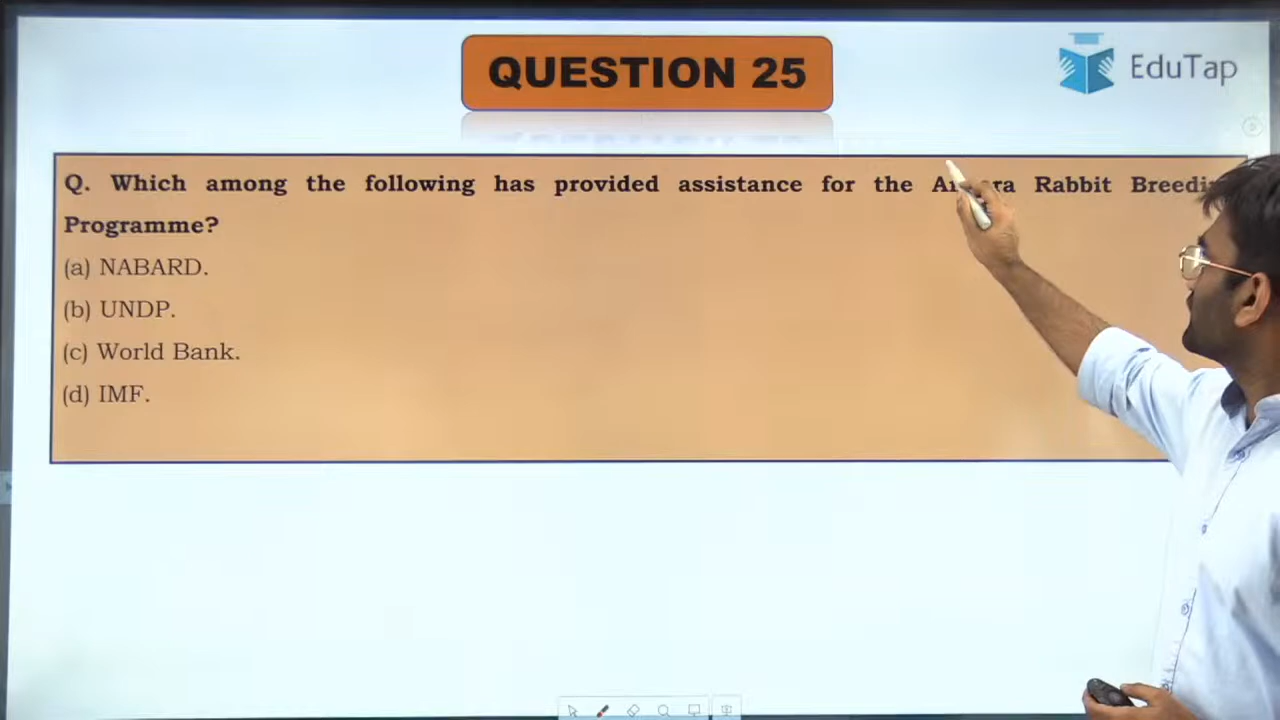 QUESTION 25
EduTap
Q. Which among the following has provided assistance for the Rabbit
Programme?
(a) NABARD.
(b) UNDP.
(c) World Bank.
(d) IMF.